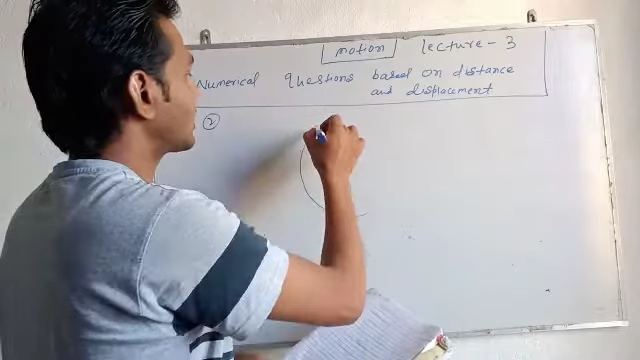 motion lecture - 3
Numerical Questions based on distance
and displacement
2